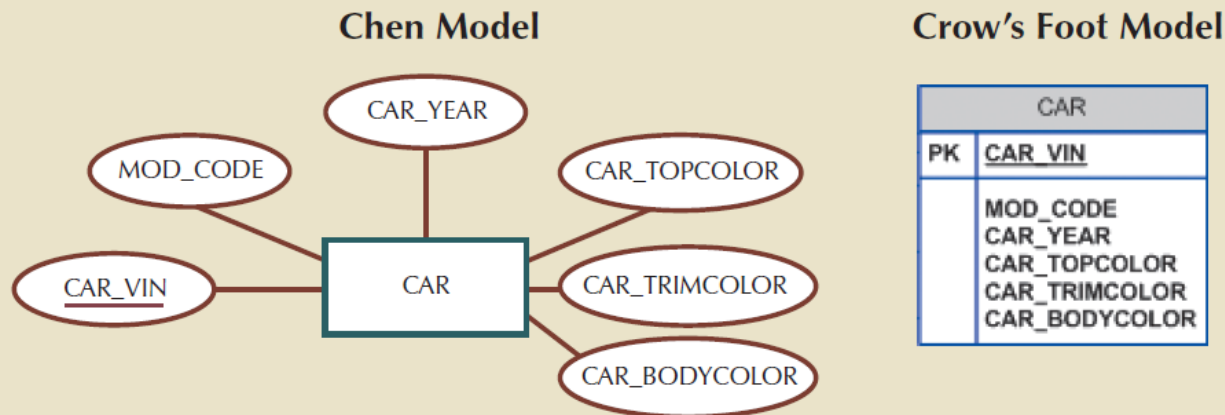 Chen Model
CAR_YEAR
MOD_CODE
CAR_TOPCOLOR
CAR_VIN
CAR
CAR_TRIMCOLOR
CAR_BODYCOLOR
Crow's Foot Model
CAR
PK CAR_VIN
MOD_CODE
CAR_YEAR
CAR_TOPCOLOR
CAR_TRIMCOLOR
CAR_BODYCOLOR